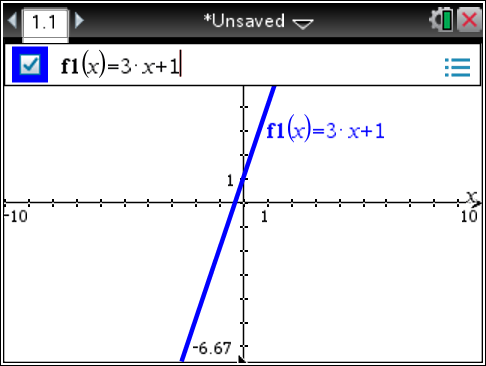 1.1 *Unsaved
f1(x)=3·x+1
f1(x)=3·x+1
1
x
-10 1 10
-6.67